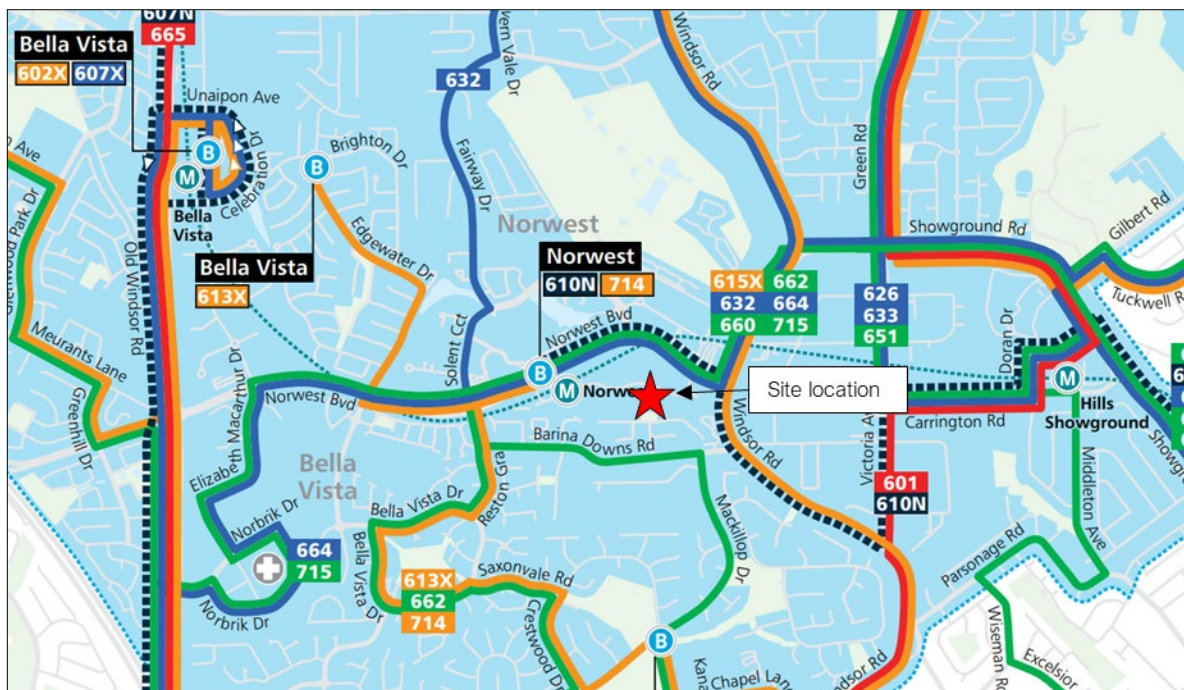 607N
665
Bella Vista
602X 607X
Unaipon Ave
Celebration Dr
B
M
Bella
Vista
Brighton Dr
B
Edgewater Dr
Bella Vista
613X
632
Fairway Dr
Norwest
Windsor Rd
Green Rd
Showground Rd
Gilbert Rd
Tuckwell Rd
Old Windsor Rd
Meurants Lane
Greenhill Dr
Norwest
610N 714
615X 662
632 664
660 715
626
633
651
Solent Cct
Norwest Bvd
B
M
Site location
Doran Dr
M
Hills
Showground
Carrington Rd
Victoria Av
Windsor Rd
Norwest Bvd
Elizabeth Macarthur Dr
Bella
Vista
Barina Downs Rd
Mackillop Dr
601
610N
Middleton Ave
Parsonage Rd
Norbrik Dr
664
715
Norbrik Dr
Bella Vista Dr
Bella Vista Dr
613X
662
714
Saxonvale Rd
Crestwood Dr
B
Chapel Lane
Wiseman Rd
Excelsior